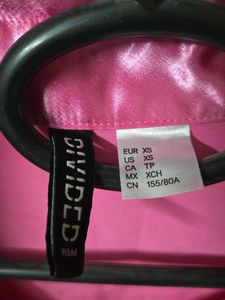 DIVIDED
H&M
EUR XS
US XS
CA TP
MX XCH
CN 155/80A